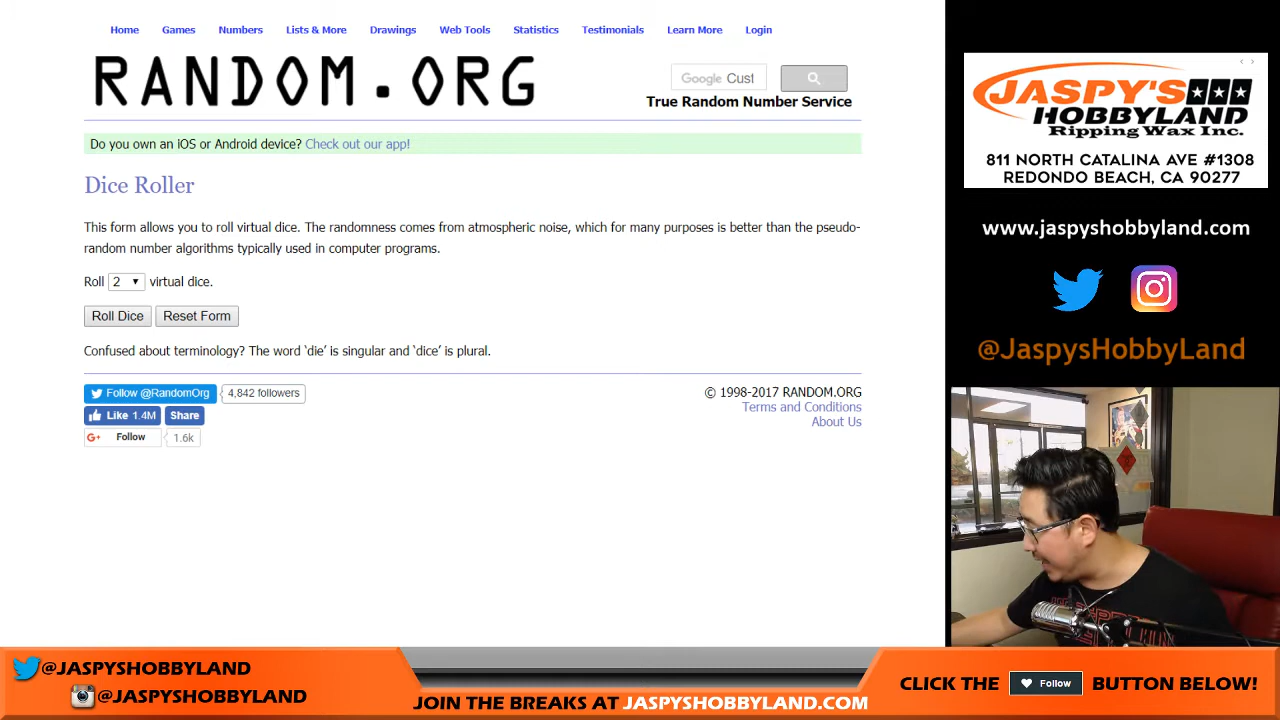 Home Games Numbers Lists & More Drawings Web Tools Statistics Testimonials Learn More Login
RANDOM.ORG
Google Cust
True Random Number Service
Do you own an iOS or Android device? Check out our app!
Dice Roller
This form allows you to roll virtual dice. The randomness comes from atmospheric noise, which for many purposes is better than the pseudo-
random number algorithms typically used in computer programs.
Roll 2 virtual dice.
Roll Dice Reset Form
Confused about terminology? The word ‘die’ is singular and ‘dice’ is plural.
Follow @RandomOrg 4,842 followers
Like 1.4M Share
G+ Follow 1.6k
© 1998-2017 RANDOM.ORG
Terms and Conditions
About Us
JASPY'S
HOBBYLAND
Ripping Wax Inc.
811 NORTH CATALINA AVE #1308
REDONDO BEACH, CA 90277
www.jaspyshobbyland.com
@JaspysHobbyLand
@JASPYSHOBBYLAND
@JASPYSHOBBYLAND
JOIN THE BREAKS AT JASPYSHOBBYLAND.COM
CLICK THE Follow BUTTON BELOW!